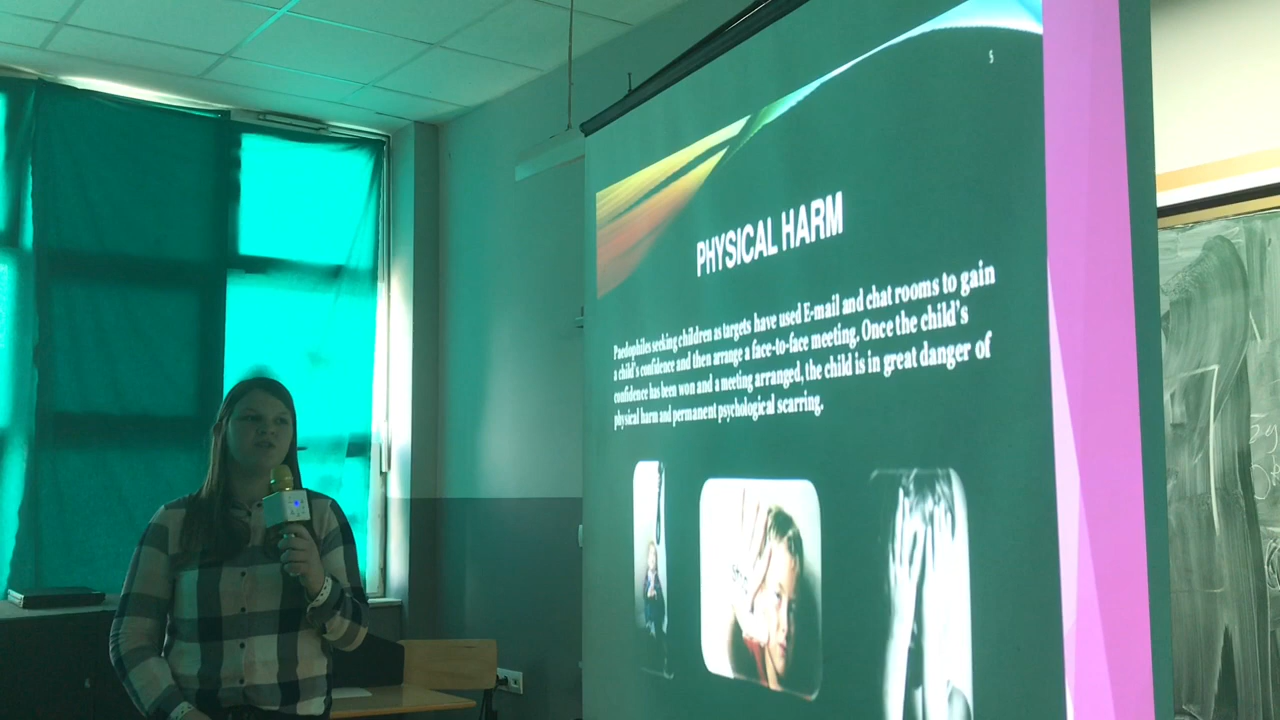 5
PHYSICAL HARM
Paedophiles seeking children as targets have used E-mail and chat rooms to gain
a child's confidence and then arrange a face-to-face meeting. Once the child's
confidence has been won and a meeting arranged, the child is in great danger of
physical harm and permanent psychological scarring.